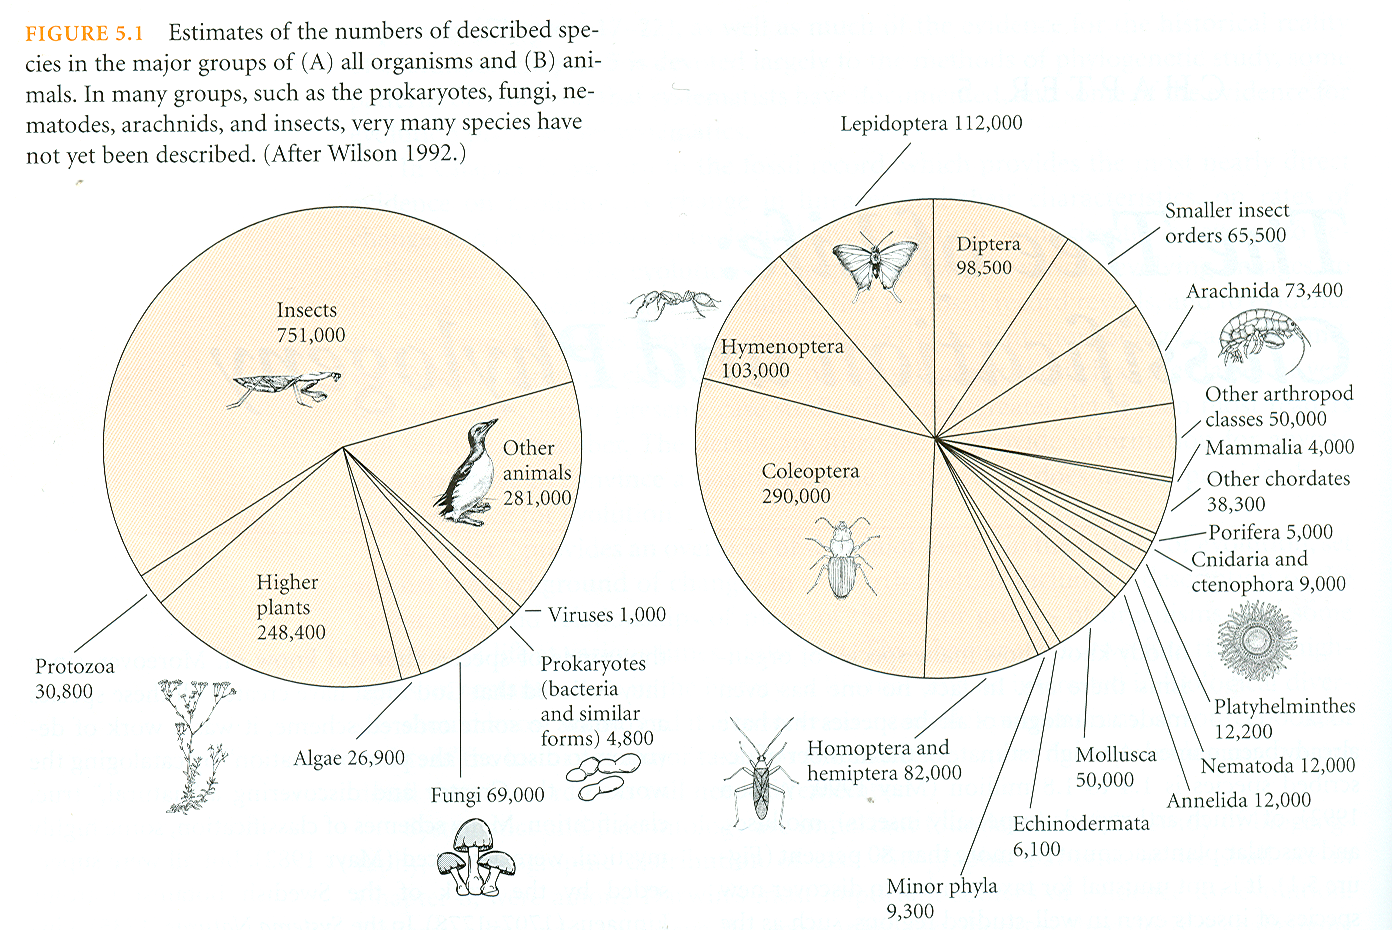 FIGURE 5.1 Estimates of the numbers of described spe-
cies in the major groups of (A) all organisms and (B) ani-
mals. In many groups, such as the prokaryotes, fungi, ne-
matodes, arachnids, and insects, very many species have
not yet been described. (After Wilson 1992.)
Insects
751,000
Other
animals
281,000
Viruses 1,000
Prokaryotes
(bacteria
and similar
forms) 4,800
Fungi 69,000
Algae 26,900
Higher
plants
248,400
Protozoa
30,800
Lepidoptera 112,000
Diptera
98,500
Smaller insect
orders 65,500
Arachnida 73,400
Other arthropod
classes 50,000
Mammalia 4,000
Other chordates
38,300
Porifera 5,000
Cnidaria and
ctenophora 9,000
Platyhelminthes
12,200
Nematoda 12,000
Annelida 12,000
Mollusca
50,000
Echinodermata
6,100
Minor phyla
9,300
Homoptera and
hemiptera 82,000
Coleoptera
290,000
Hymenoptera
103,000